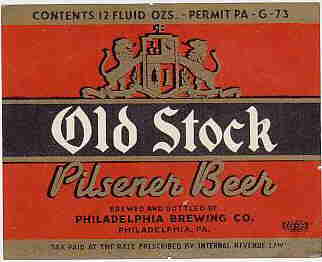 CONTENTS 12 FLUID OZS. - PERMIT PA - G - 73
Old Stock
Pilsener Beer
BREWED AND BOTTLED BY
PHILADELPHIA BREWING CO.
PHILADELPHIA, PA.
TAX PAID AT THE RATE PRESCRIBED BY INTERNAL REVENUE LAW